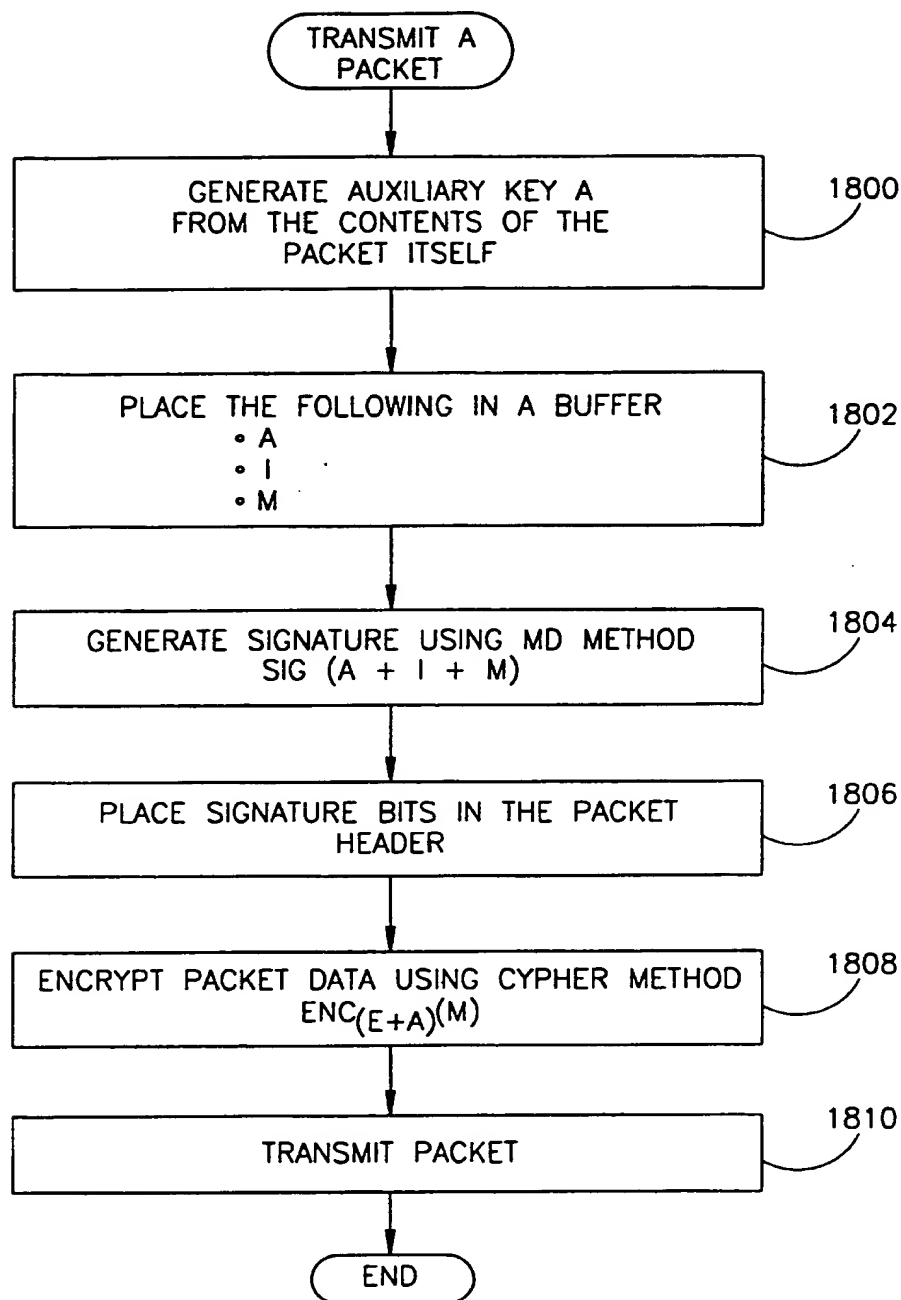 TRANSMIT A
PACKET
GENERATE AUXILIARY KEY A
FROM THE CONTENTS OF THE
PACKET ITSELF
1800
PLACE THE FOLLOWING IN A BUFFER
• A
• I
• M
1802
GENERATE SIGNATURE USING MD METHOD
SIG (A + I + M)
1804
PLACE SIGNATURE BITS IN THE PACKET
HEADER
1806
ENCRYPT PACKET DATA USING CYPHER METHOD
ENC(E+A)(M)
1808
TRANSMIT PACKET
1810
END